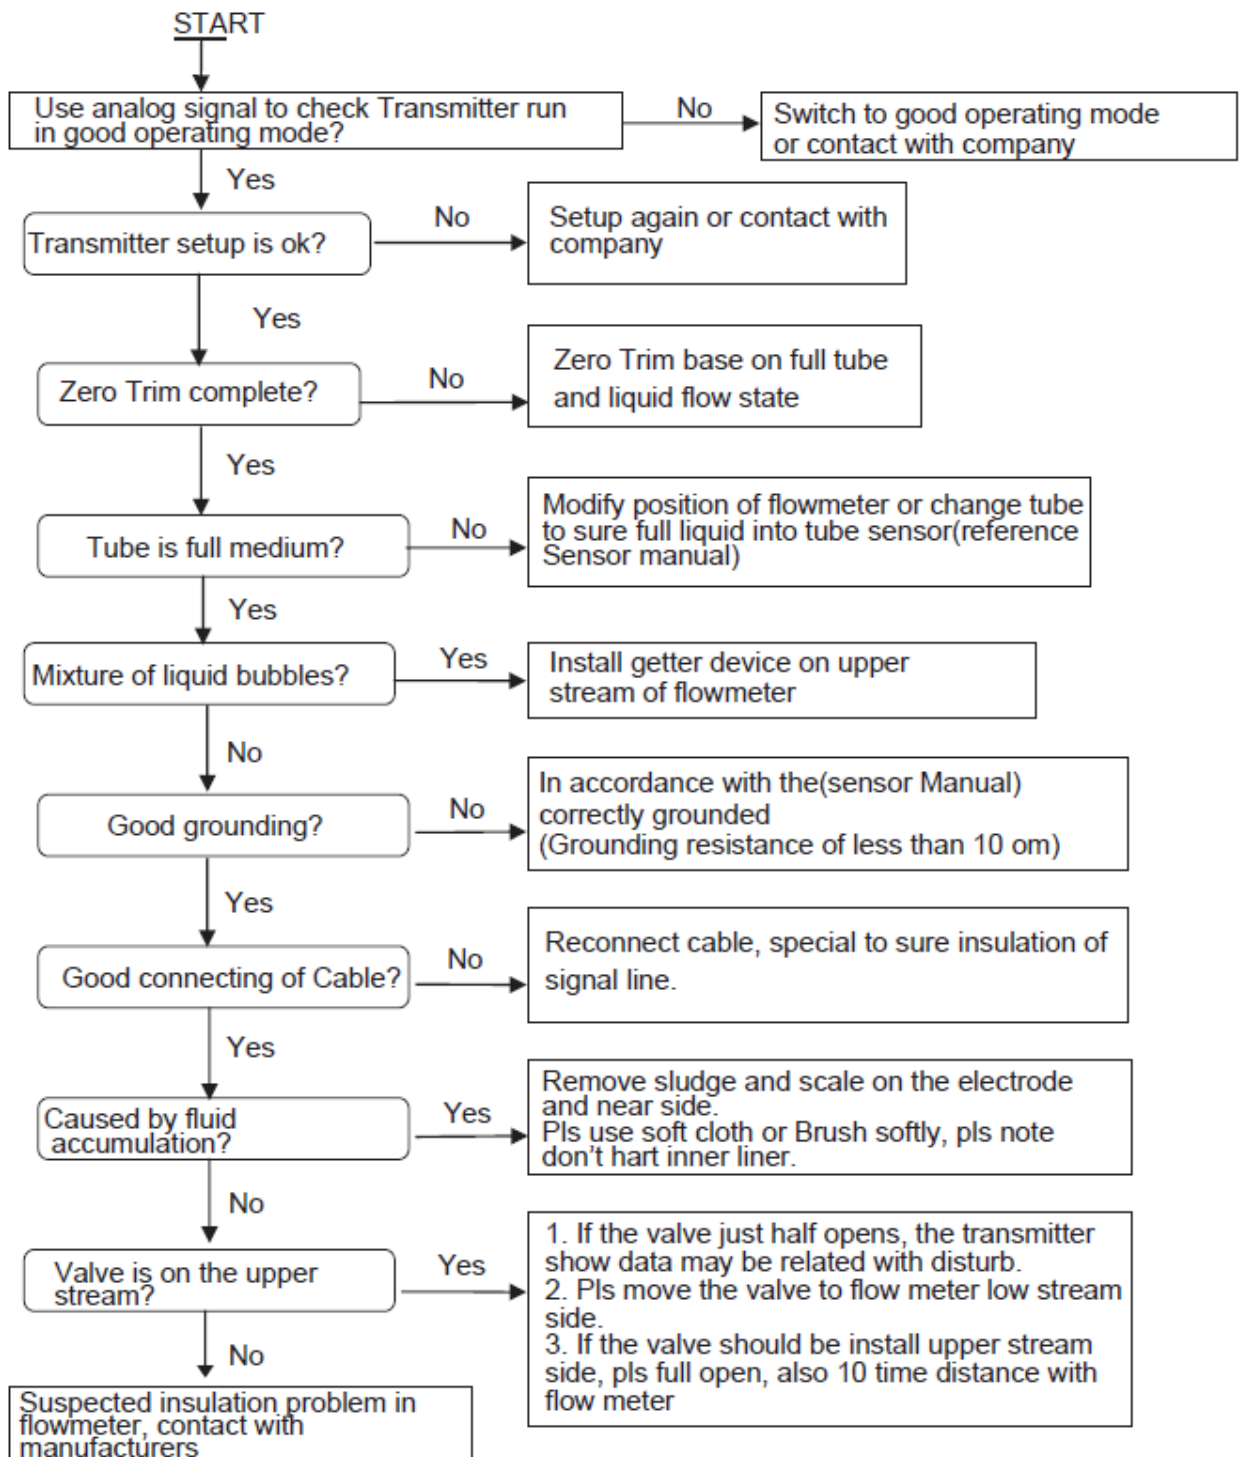 START
Use analog signal to check Transmitter run
in good operating mode?
No
Switch to good operating mode
or contact with company
Yes
Transmitter setup is ok?
No
Setup again or contact with
company
Yes
Zero Trim complete?
No
Zero Trim base on full tube
and liquid flow state
Yes
Tube is full medium?
No
Modify position of flowmeter or change tube
to sure full liquid into tube sensor(reference
Sensor manual)
Yes
Mixture of liquid bubbles?
Yes
Install getter device on upper
stream of flowmeter
No
Good grounding?
No
In accordance with the(sensor Manual)
correctly grounded
(Grounding resistance of less than 10 om)
Yes
Good connecting of Cable?
No
Reconnect cable, special to sure insulation of
signal line.
Yes
Caused by fluid
accumulation?
Yes
Remove sludge and scale on the electrode
and near side.
Pls use soft cloth or Brush softly, pls note
don't hart inner liner.
No
Valve is on the upper
stream?
Yes
1. If the valve just half opens, the transmitter
show data may be related with disturb.
2. Pls move the valve to flow meter low stream
side.
3. If the valve should be install upper stream
side, pls full open, also 10 time distance with
flow meter
No
Suspected insulation problem in
flowmeter, contact with
manufacturers